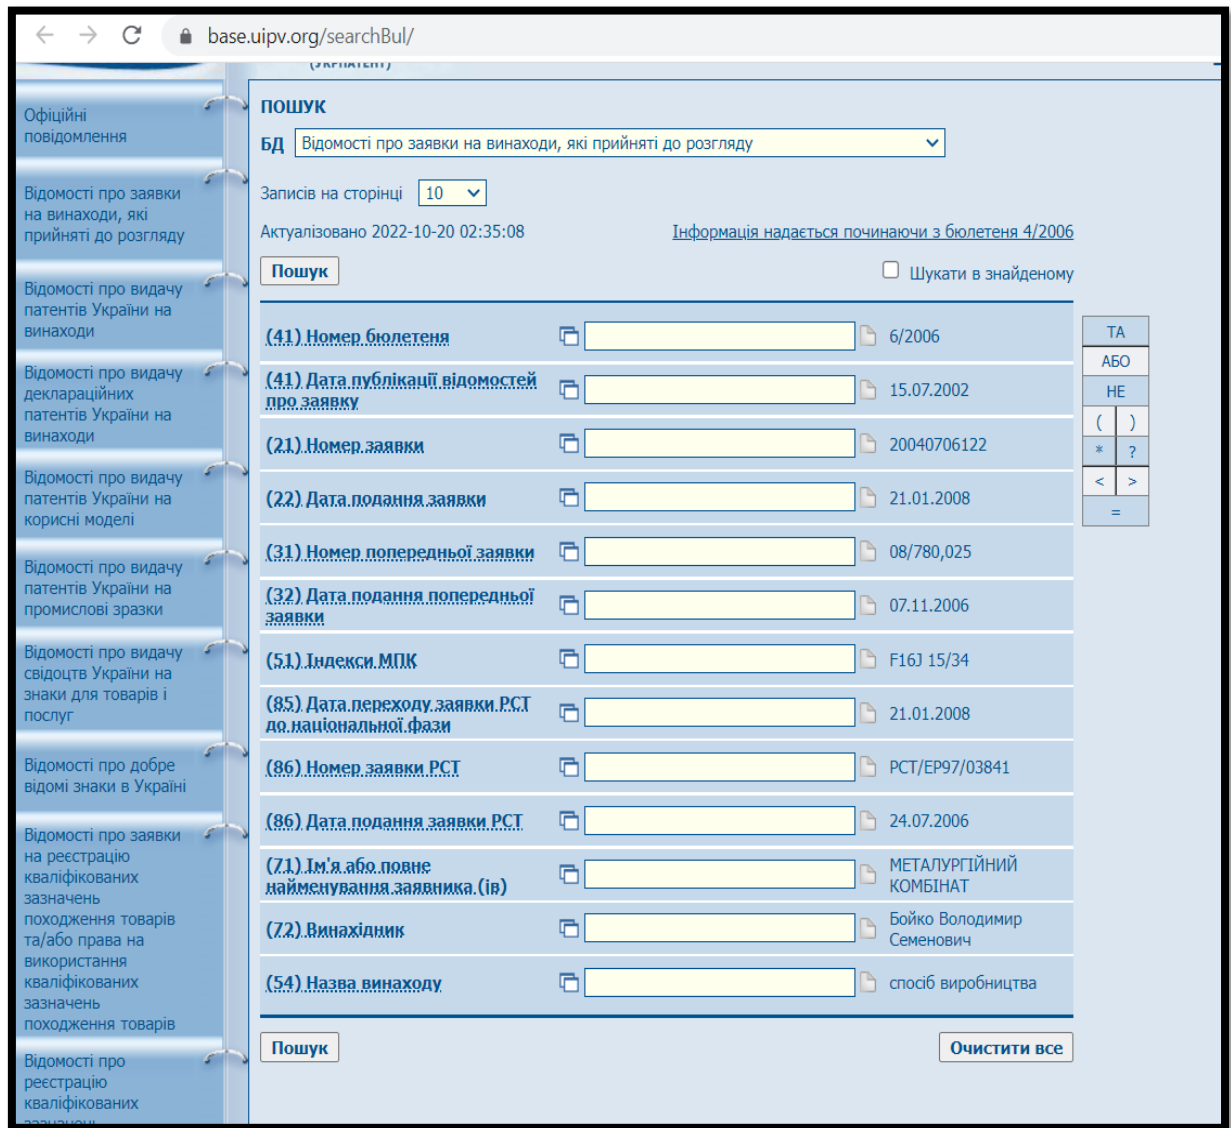 base.uipv.org/searchBul/
(УКРПАТЕНТ)
Офіційні
повідомлення
Відомості про заявки
на винаходи, які
прийняті до розгляду
Відомості про видачу
патентів України на
винаходи
Відомості про видачу
деклараційних
патентів України на
винаходи
Відомості про видачу
патентів України на
корисні моделі
Відомості про видачу
патентів України на
промислові зразки
Відомості про видачу
свідоцтв України на
знаки для товарів і
послуг
Відомості про добре
відомі знаки в Україні
Відомості про заявки
на реєстрацію
кваліфікованих
зазначень
походження товарів
та/або права на
використання
кваліфікованих
зазначень
походження товарів
Відомості про
реєстрацію
кваліфікованих
зазначень
ПОШУК
БД Відомості про заявки на винаходи, які прийняті до розгляду
Записів на сторінці 10
Актуалізовано 2022-10-20 02:35:08 Інформація надається починаючи з бюлетеня 4/2006
Пошук Шукати в знайденому
(41) Номер бюлетеня 6/2006
(41) Дата публікації відомостей
про заявку 15.07.2002
(21) Номер заявки 20040706122
(22) Дата подання заявки 21.01.2008
(31) Номер попередньої заявки 08/780,025
(32) Дата подання попередньої
заявки 07.11.2006
(51) Індекси МПК F16J 15/34
(85) Дата переходу заявки PCT
до національної фази 21.01.2008
(86) Номер заявки PCT PCT/EP97/03841
(86) Дата подання заявки PCT 24.07.2006
(71) Ім'я або повне
найменування заявника (ів)
МЕТАЛУРГІЙНИЙ
КОМБІНАТ
(72) Винахідник
Бойко Володимир
Семенович
(54) Назва винаходу спосіб виробництва
Пошук Очистити все
ТА
АБО
НЕ
( )
* ?
< >
=